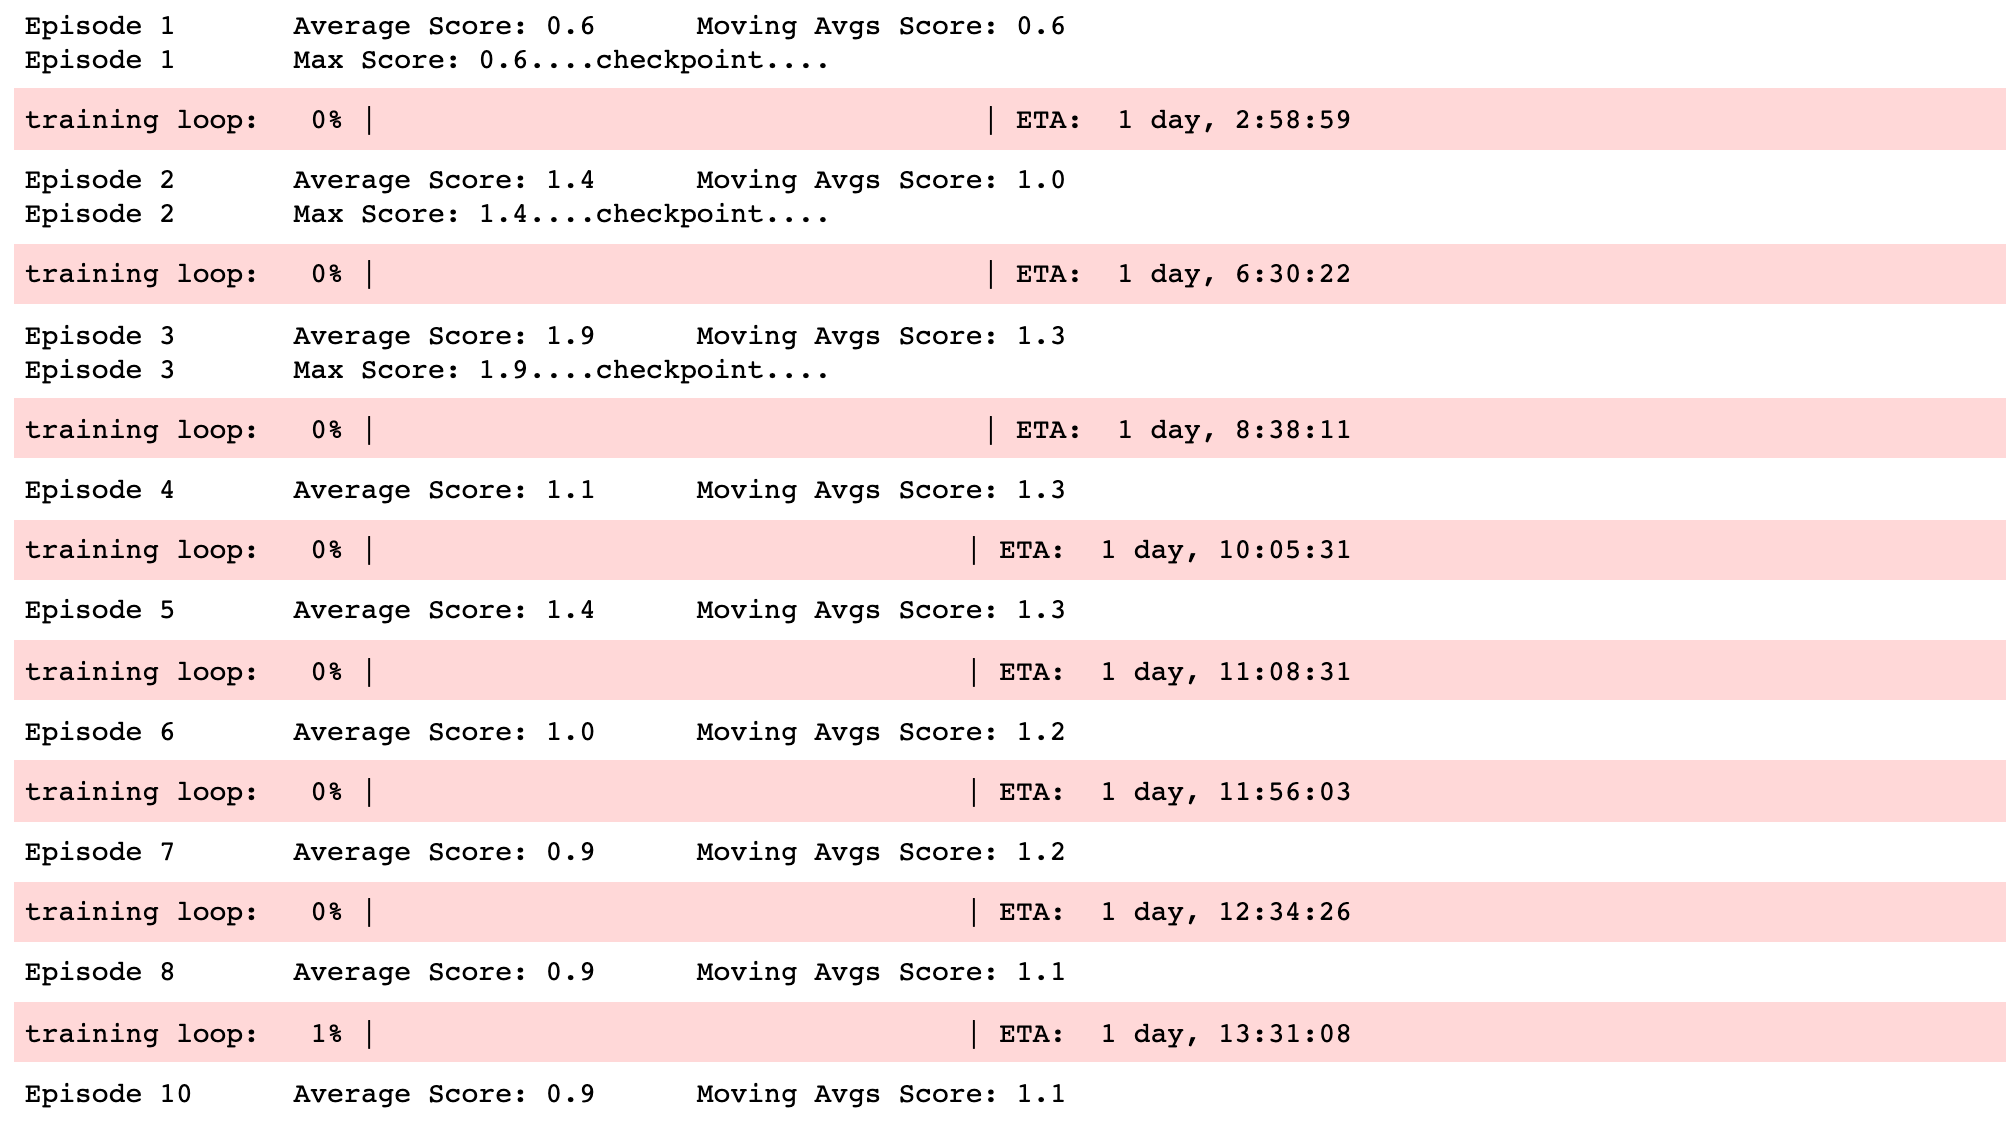 Episode 1       Average Score: 0.6      Moving Avgs Score: 0.6
Episode 1       Max Score: 0.6....checkpoint....
training loop:   0% |                                    | ETA:  1 day, 2:58:59
Episode 2       Average Score: 1.4      Moving Avgs Score: 1.0
Episode 2       Max Score: 1.4....checkpoint....
training loop:   0% |                                    | ETA:  1 day, 6:30:22
Episode 3       Average Score: 1.9      Moving Avgs Score: 1.3
Episode 3       Max Score: 1.9....checkpoint....
training loop:   0% |                                    | ETA:  1 day, 8:38:11
Episode 4       Average Score: 1.1      Moving Avgs Score: 1.3
training loop:   0% |                                   | ETA:  1 day, 10:05:31
Episode 5       Average Score: 1.4      Moving Avgs Score: 1.3
training loop:   0% |                                   | ETA:  1 day, 11:08:31
Episode 6       Average Score: 1.0      Moving Avgs Score: 1.2
training loop:   0% |                                   | ETA:  1 day, 11:56:03
Episode 7       Average Score: 0.9      Moving Avgs Score: 1.2
training loop:   0% |                                   | ETA:  1 day, 12:34:26
Episode 8       Average Score: 0.9      Moving Avgs Score: 1.1
training loop:   1% |                                   | ETA:  1 day, 13:31:08
Episode 10      Average Score: 0.9      Moving Avgs Score: 1.1